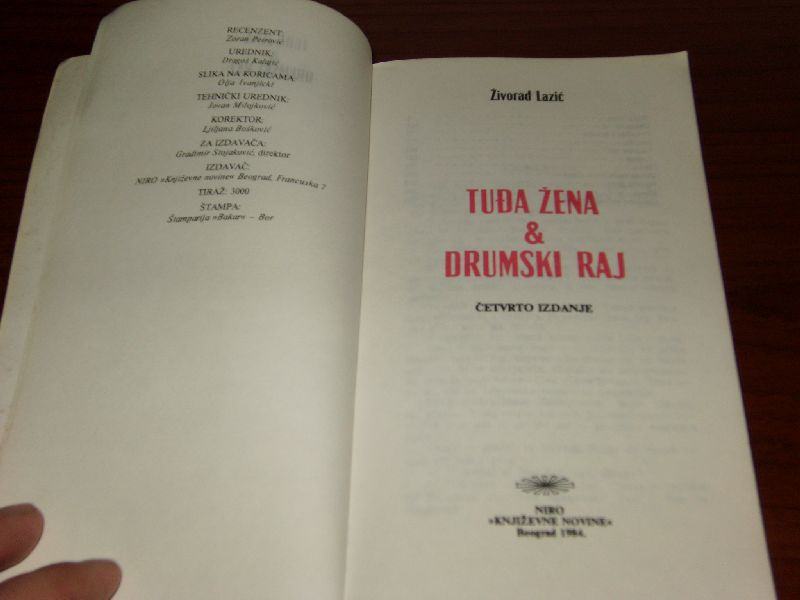 RECENZENT:
Zoran Petrović
UREDNIK:
Dragoš Kalajić
SLIKA NA KORICAMA:
Olja Ivanjicki
TEHNIČKI UREDNIK:
Jovan Milojković
KOREKTOR:
Ljiljana Bošković
ZA IZDAVAČA:
Gradimir Stojaković, direktor
IZDAVAČ:
NIRO »Književne novine« Beograd, Francuska 7
TIRAŽ: 3000
ŠTAMPA:
Štamparija »Bakar« – Bor
Živorad Lazić
TUĐA ŽENA
&
DRUMSKI RAJ
ČETVRTO IZDANJE
NIRO
»KNJIŽEVNE NOVINE«
Beograd 1984.